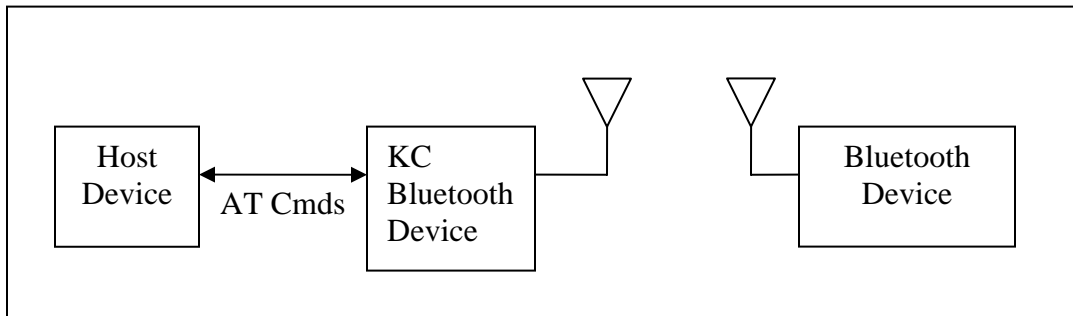 Host
Device
AT Cmds
KC
Bluetooth
Device
Bluetooth
Device